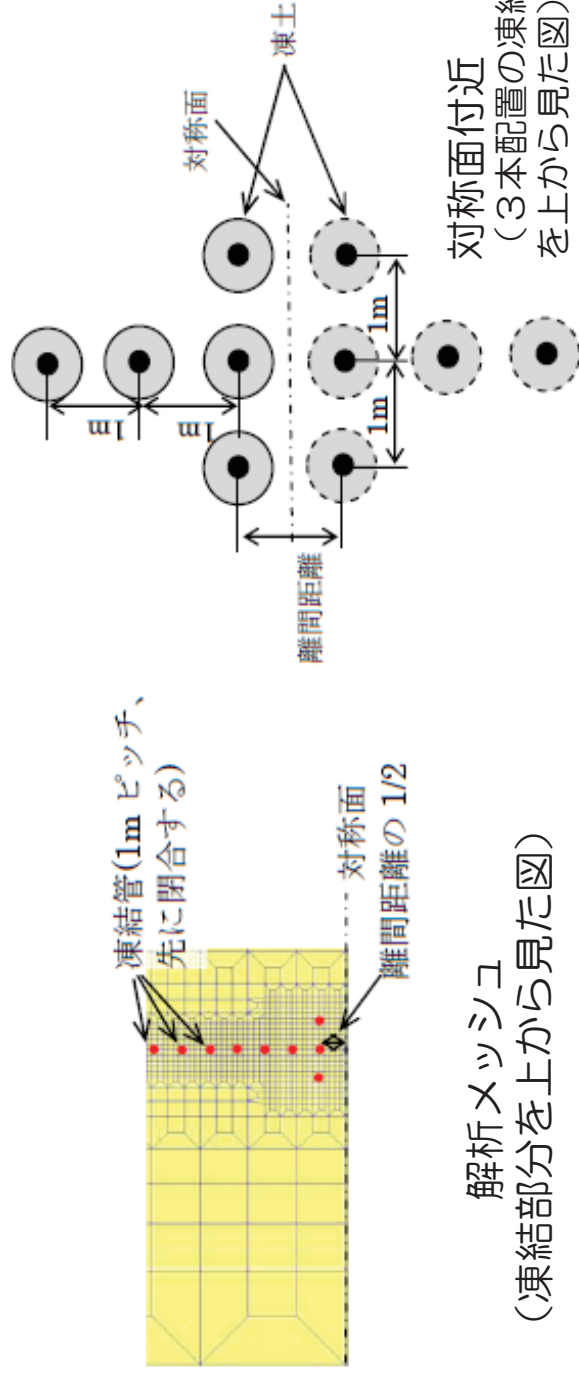 凍結管(1m ピッチ、
先に閉合する)
対称面
離間距離の 1/2
解析メッシュ
（凍結部分を上から見た図）
凍土
対称面
1m
1m
1m
1m
離間距離
対称面付近
（３本配置の凍結
を上から見た図）